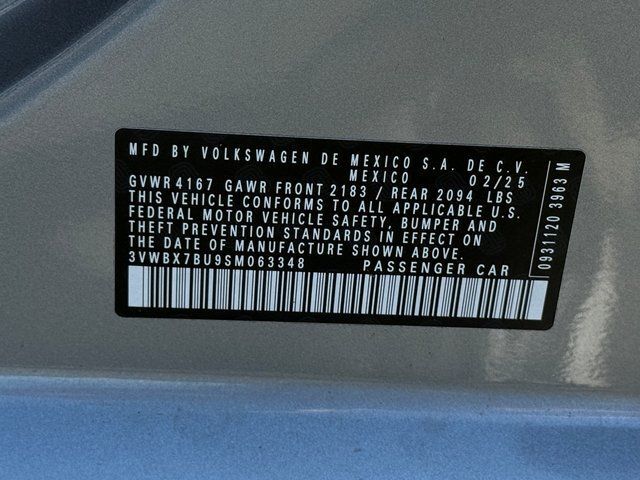 MFD BY VOLKSWAGEN DE MEXICO S.A. DE C.V.
MEXICO 02/25
GVWR 4167 GAWR FRONT 2183 / REAR 2094 LBS
THIS VEHICLE CONFORMS TO ALL APPLICABLE U.S.
FEDERAL MOTOR VEHICLE SAFETY, BUMPER AND
THEFT PREVENTION STANDARDS IN EFFECT ON
THE DATE OF MANUFACTURE SHOWN ABOVE.
3VWBX7BU9SM063348 PASSENGER CAR
0931120 3963 M